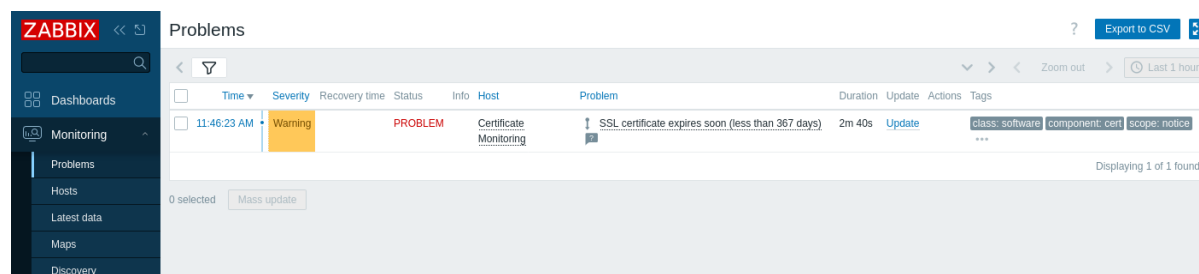 ZABBIX
Problems
?
Export to CSV
Zoom out
Last 1 hour
Dashboards
Monitoring
Problems
Hosts
Latest data
Maps
Discovery
Time Severity Recovery time Status Info Host Problem Duration Update Actions Tags
11:46:23 AM Warning PROBLEM Certificate Monitoring SSL certificate expires soon (less than 367 days) 2m 40s Update class: software component: cert scope: notice
?
•••
Displaying 1 of 1 found
0 selected Mass update